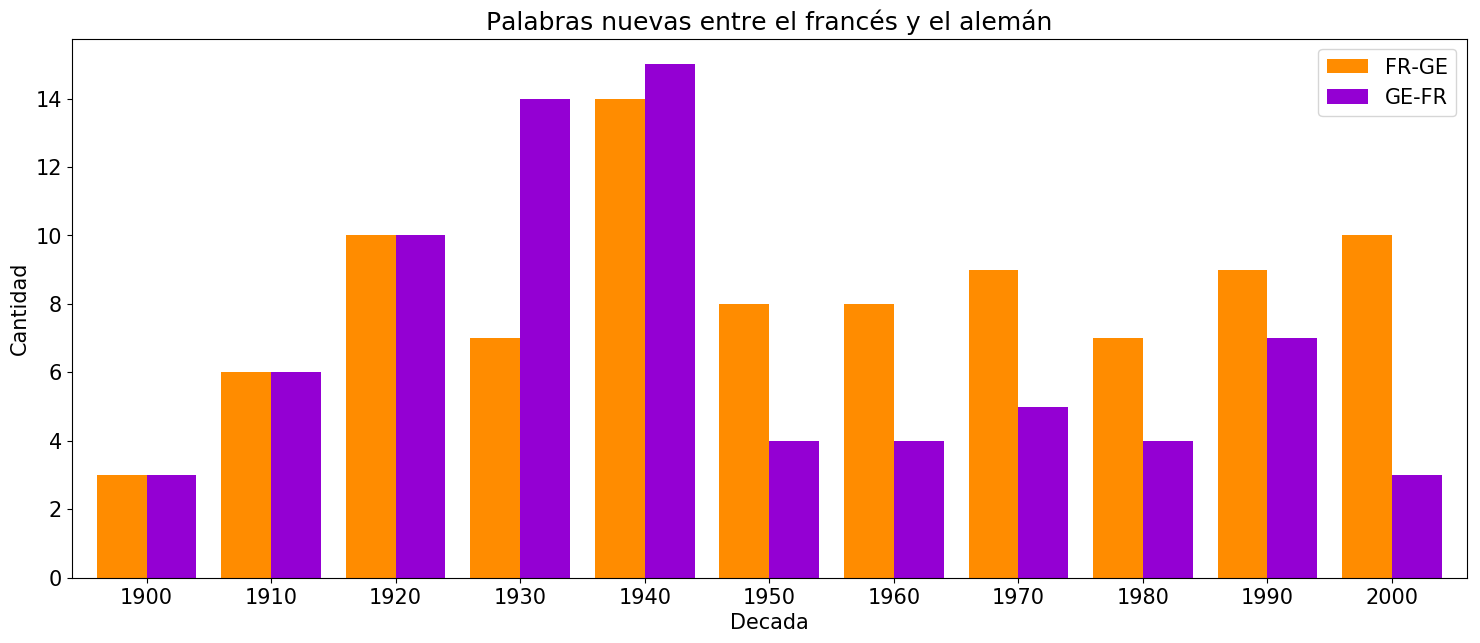 Palabras nuevas entre el francés y el alemán
FR-GE
GE-FR
Cantidad
14
12
10
8
6
4
2
0
1900 1910 1920 1930 1940 1950 1960 1970 1980 1990 2000
Decada